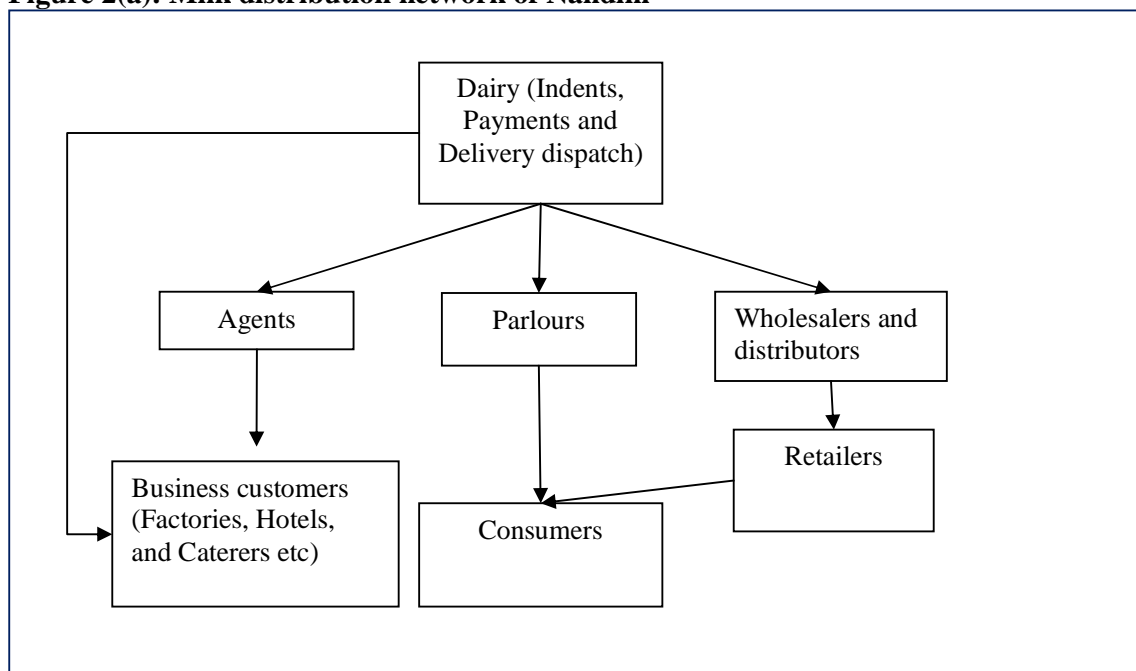 Figure 2(a): Milk distribution network of Nandini
Dairy (Indents,
Payments and
Delivery dispatch)
Agents
Parlours
Wholesalers and
distributors
Retailers
Business customers
(Factories, Hotels,
and Caterers etc)
Consumers